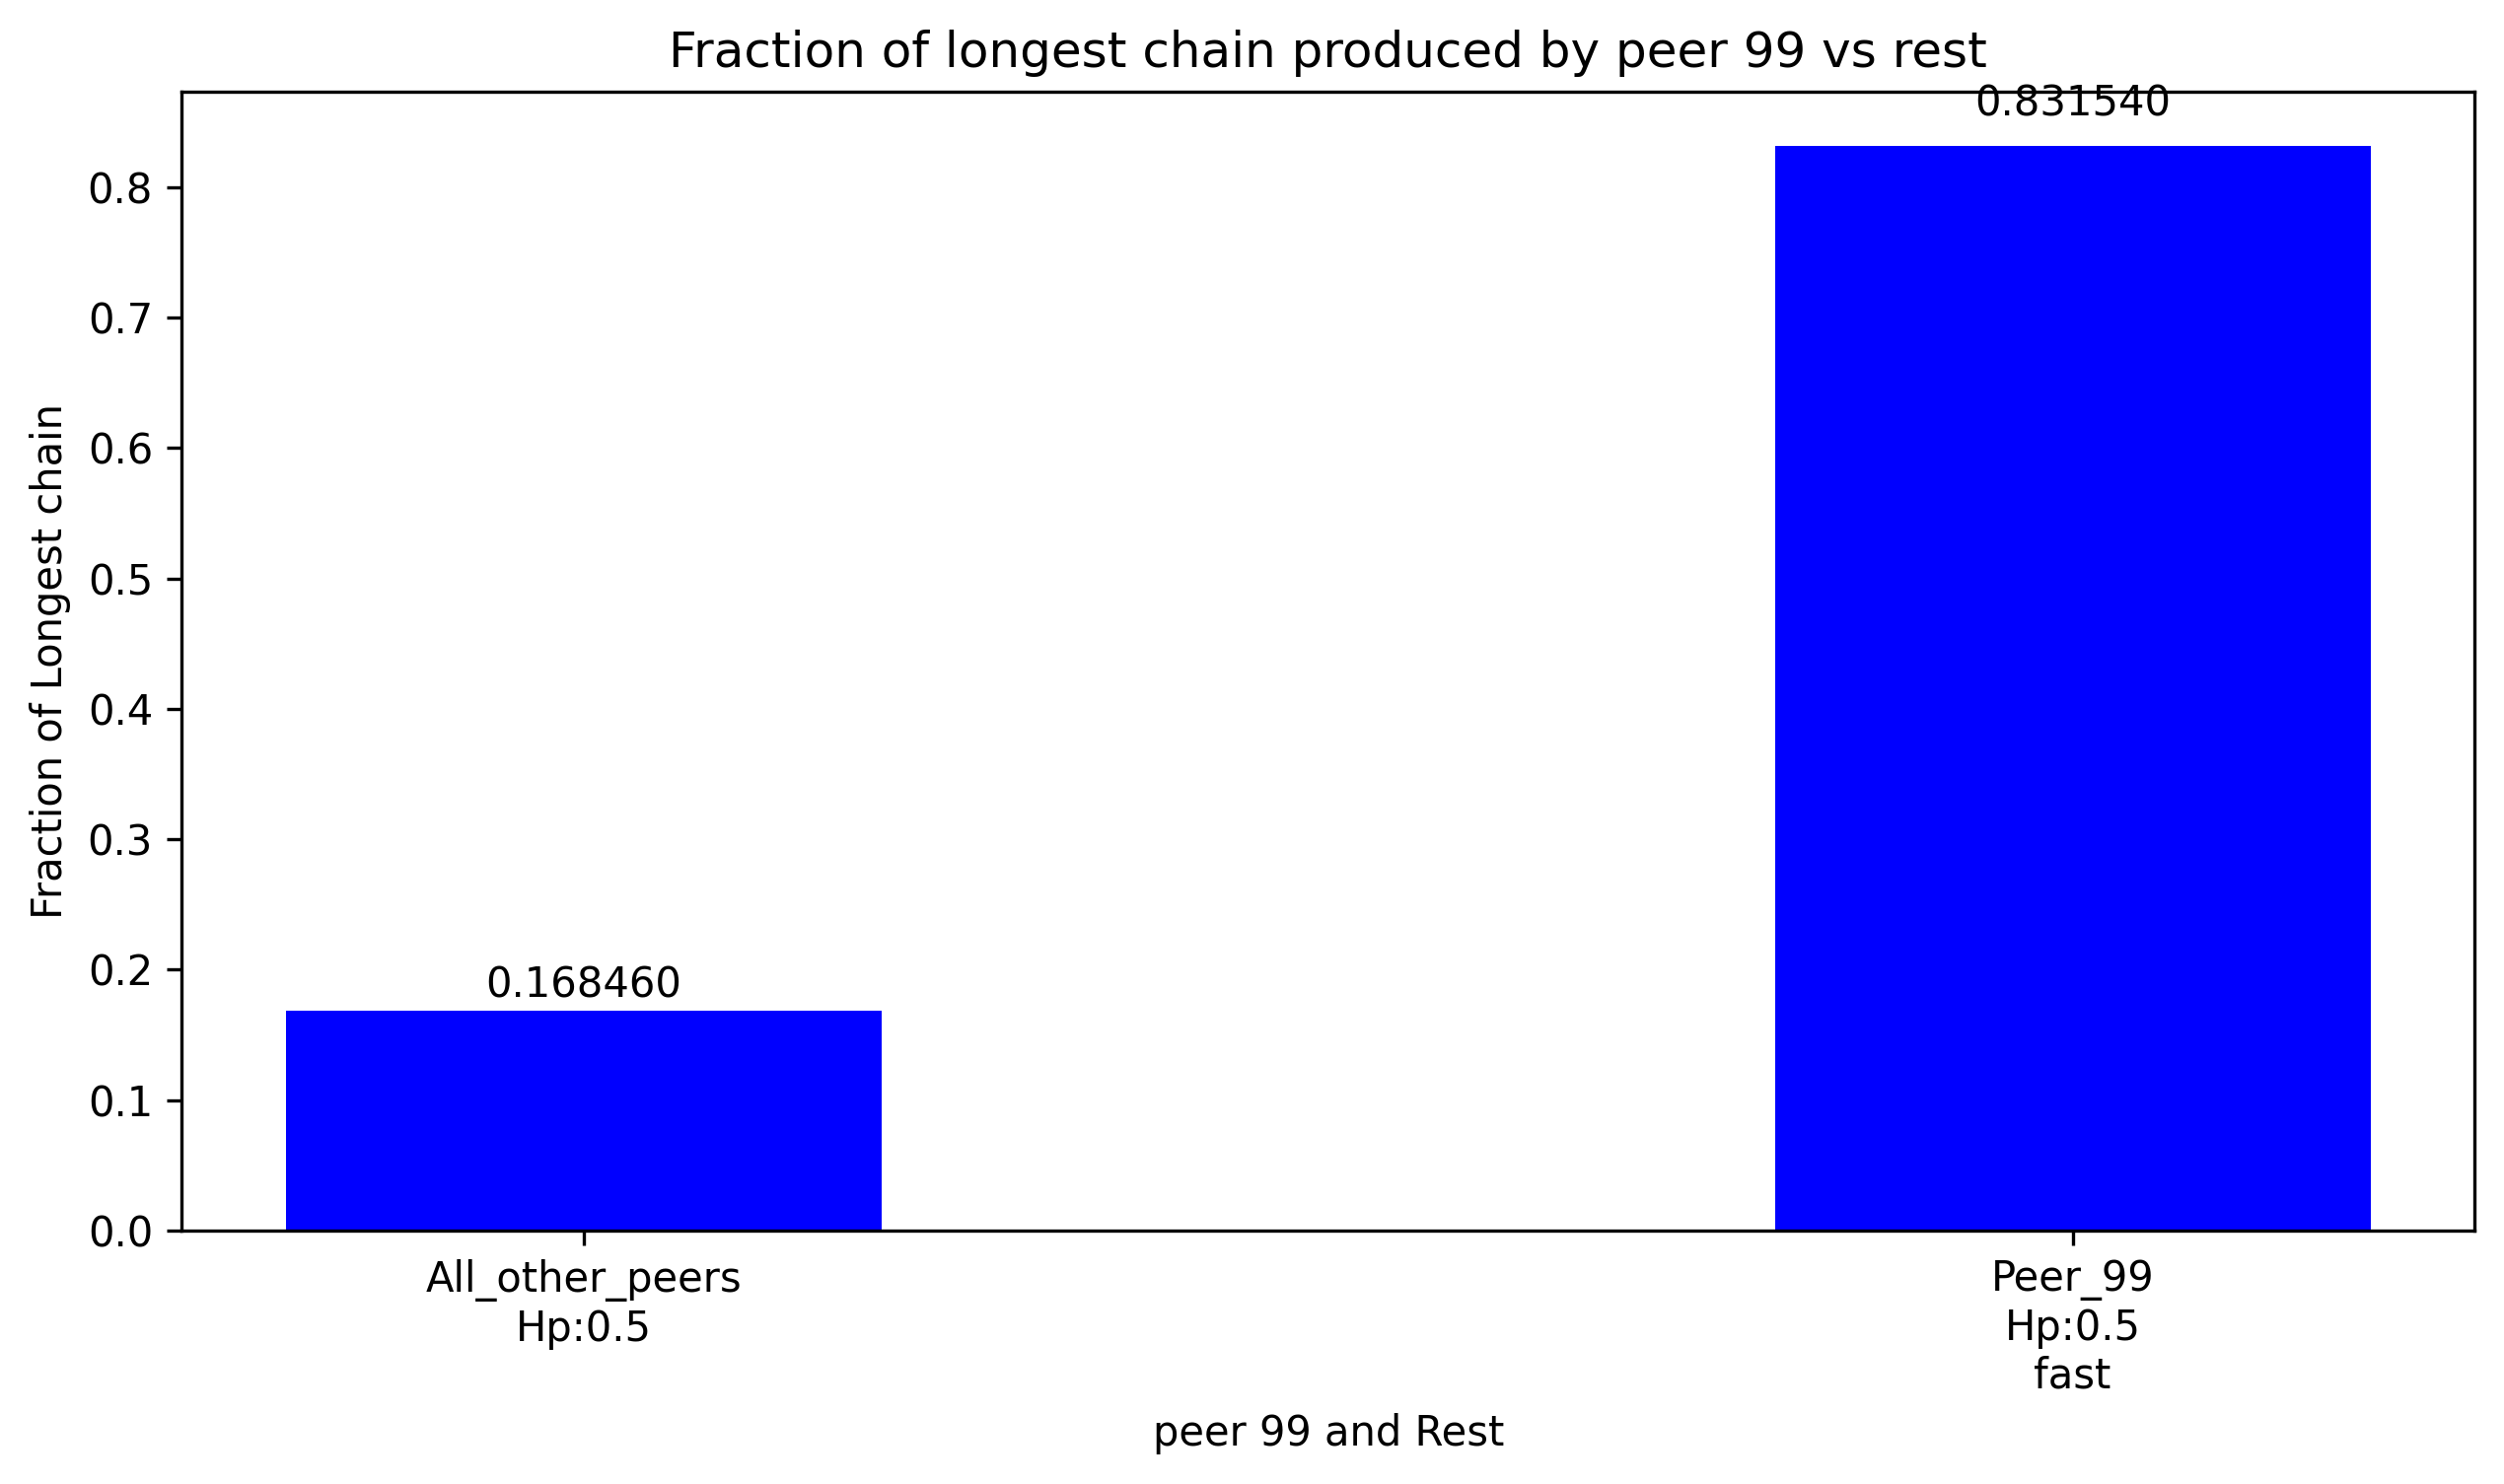 Fraction of longest chain produced by peer 99 vs rest
0.831540
0.8
0.7
0.6
0.5
0.4
0.3
0.2
0.1
0.0
Fraction of Longest chain
0.168460
All_other_peers
Hp:0.5
Peer_99
Hp:0.5
fast
peer 99 and Rest